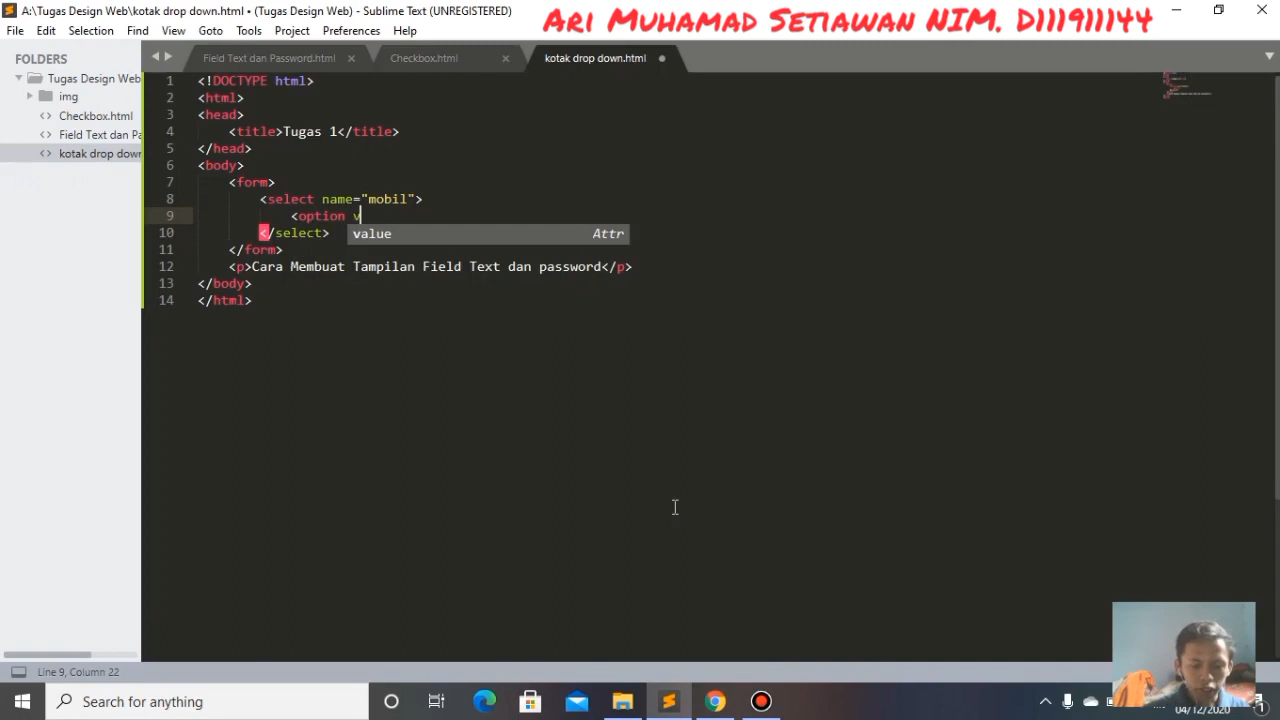 A:\Tugas Design Web\kotak drop down.html • (Tugas Design Web) - Sublime Text (UNREGISTERED)
Ari Muhamad Setiawan NIM. D111911144
File Edit Selection Find View Goto Tools Project Preferences Help
FOLDERS
Tugas Design Web
img
Checkbox.html
Field Text dan Pa
kotak drop down
Field Text dan Password.html
Checkbox.html
kotak drop down.html
1 <!DOCTYPE html>
2 <html>
3 <head>
4 <title>Tugas 1</title>
5 </head>
6 <body>
7 <form>
8 <select name="mobil">
9 <option v
10 </select>
value Attr
11 </form>
12 <p>Cara Membuat Tampilan Field Text dan password</p>
13 </body>
14 </html>
Line 9, Column 22
Search for anything
04/12/2020
1